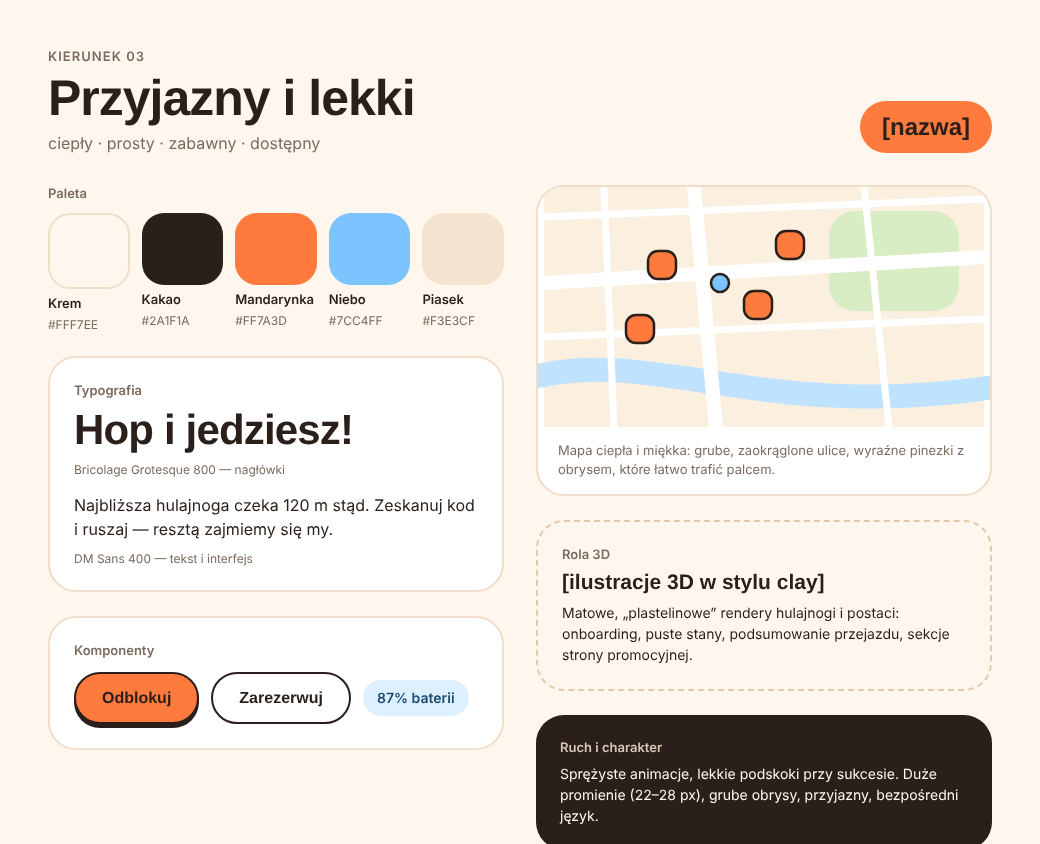 KIERUNEK 03
Przyjazny i lekki
ciepły · prosty · zabawny · dostępny
[nazwa]
Paleta
Krem
#FFF7EE
Kakao
#2A1F1A
Mandarynka
#FF7A3D
Niebo
#7CC4FF
Piasek
#F3E3CF
Typografia
Hop i jedziesz!
Bricolage Grotesque 800 — nagłówki
Najbliższa hulajnoga czeka 120 m stąd. Zeskanuj kod
i ruszaj — resztą zajmiemy się my.
DM Sans 400 — tekst i interfejs
Komponenty
Odblokuj
Zarezerwuj
87% baterii
Mapa ciepła i miękka: grube, zaokrąglone ulice, wyraźne pinezki z
obrysem, które łatwo trafić palcem.
Rola 3D
[ilustracje 3D w stylu clay]
Matowe, „plastelinowe” rendery hulajnogi i postaci:
onboarding, puste stany, podsumowanie przejazdu, sekcje
strony promocyjnej.
Ruch i charakter
Sprężyste animacje, lekkie podskoki przy sukcesie. Duże
promienie (22–28 px), grube obrysy, przyjazny, bezpośredni
język.